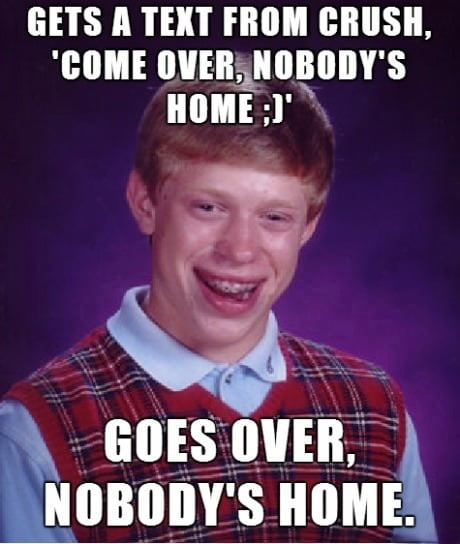 GETS A TEXT FROM CRUSH,
'COME OVER, NOBODY'S
HOME ;)'
GOES OVER,
NOBODY'S HOME.